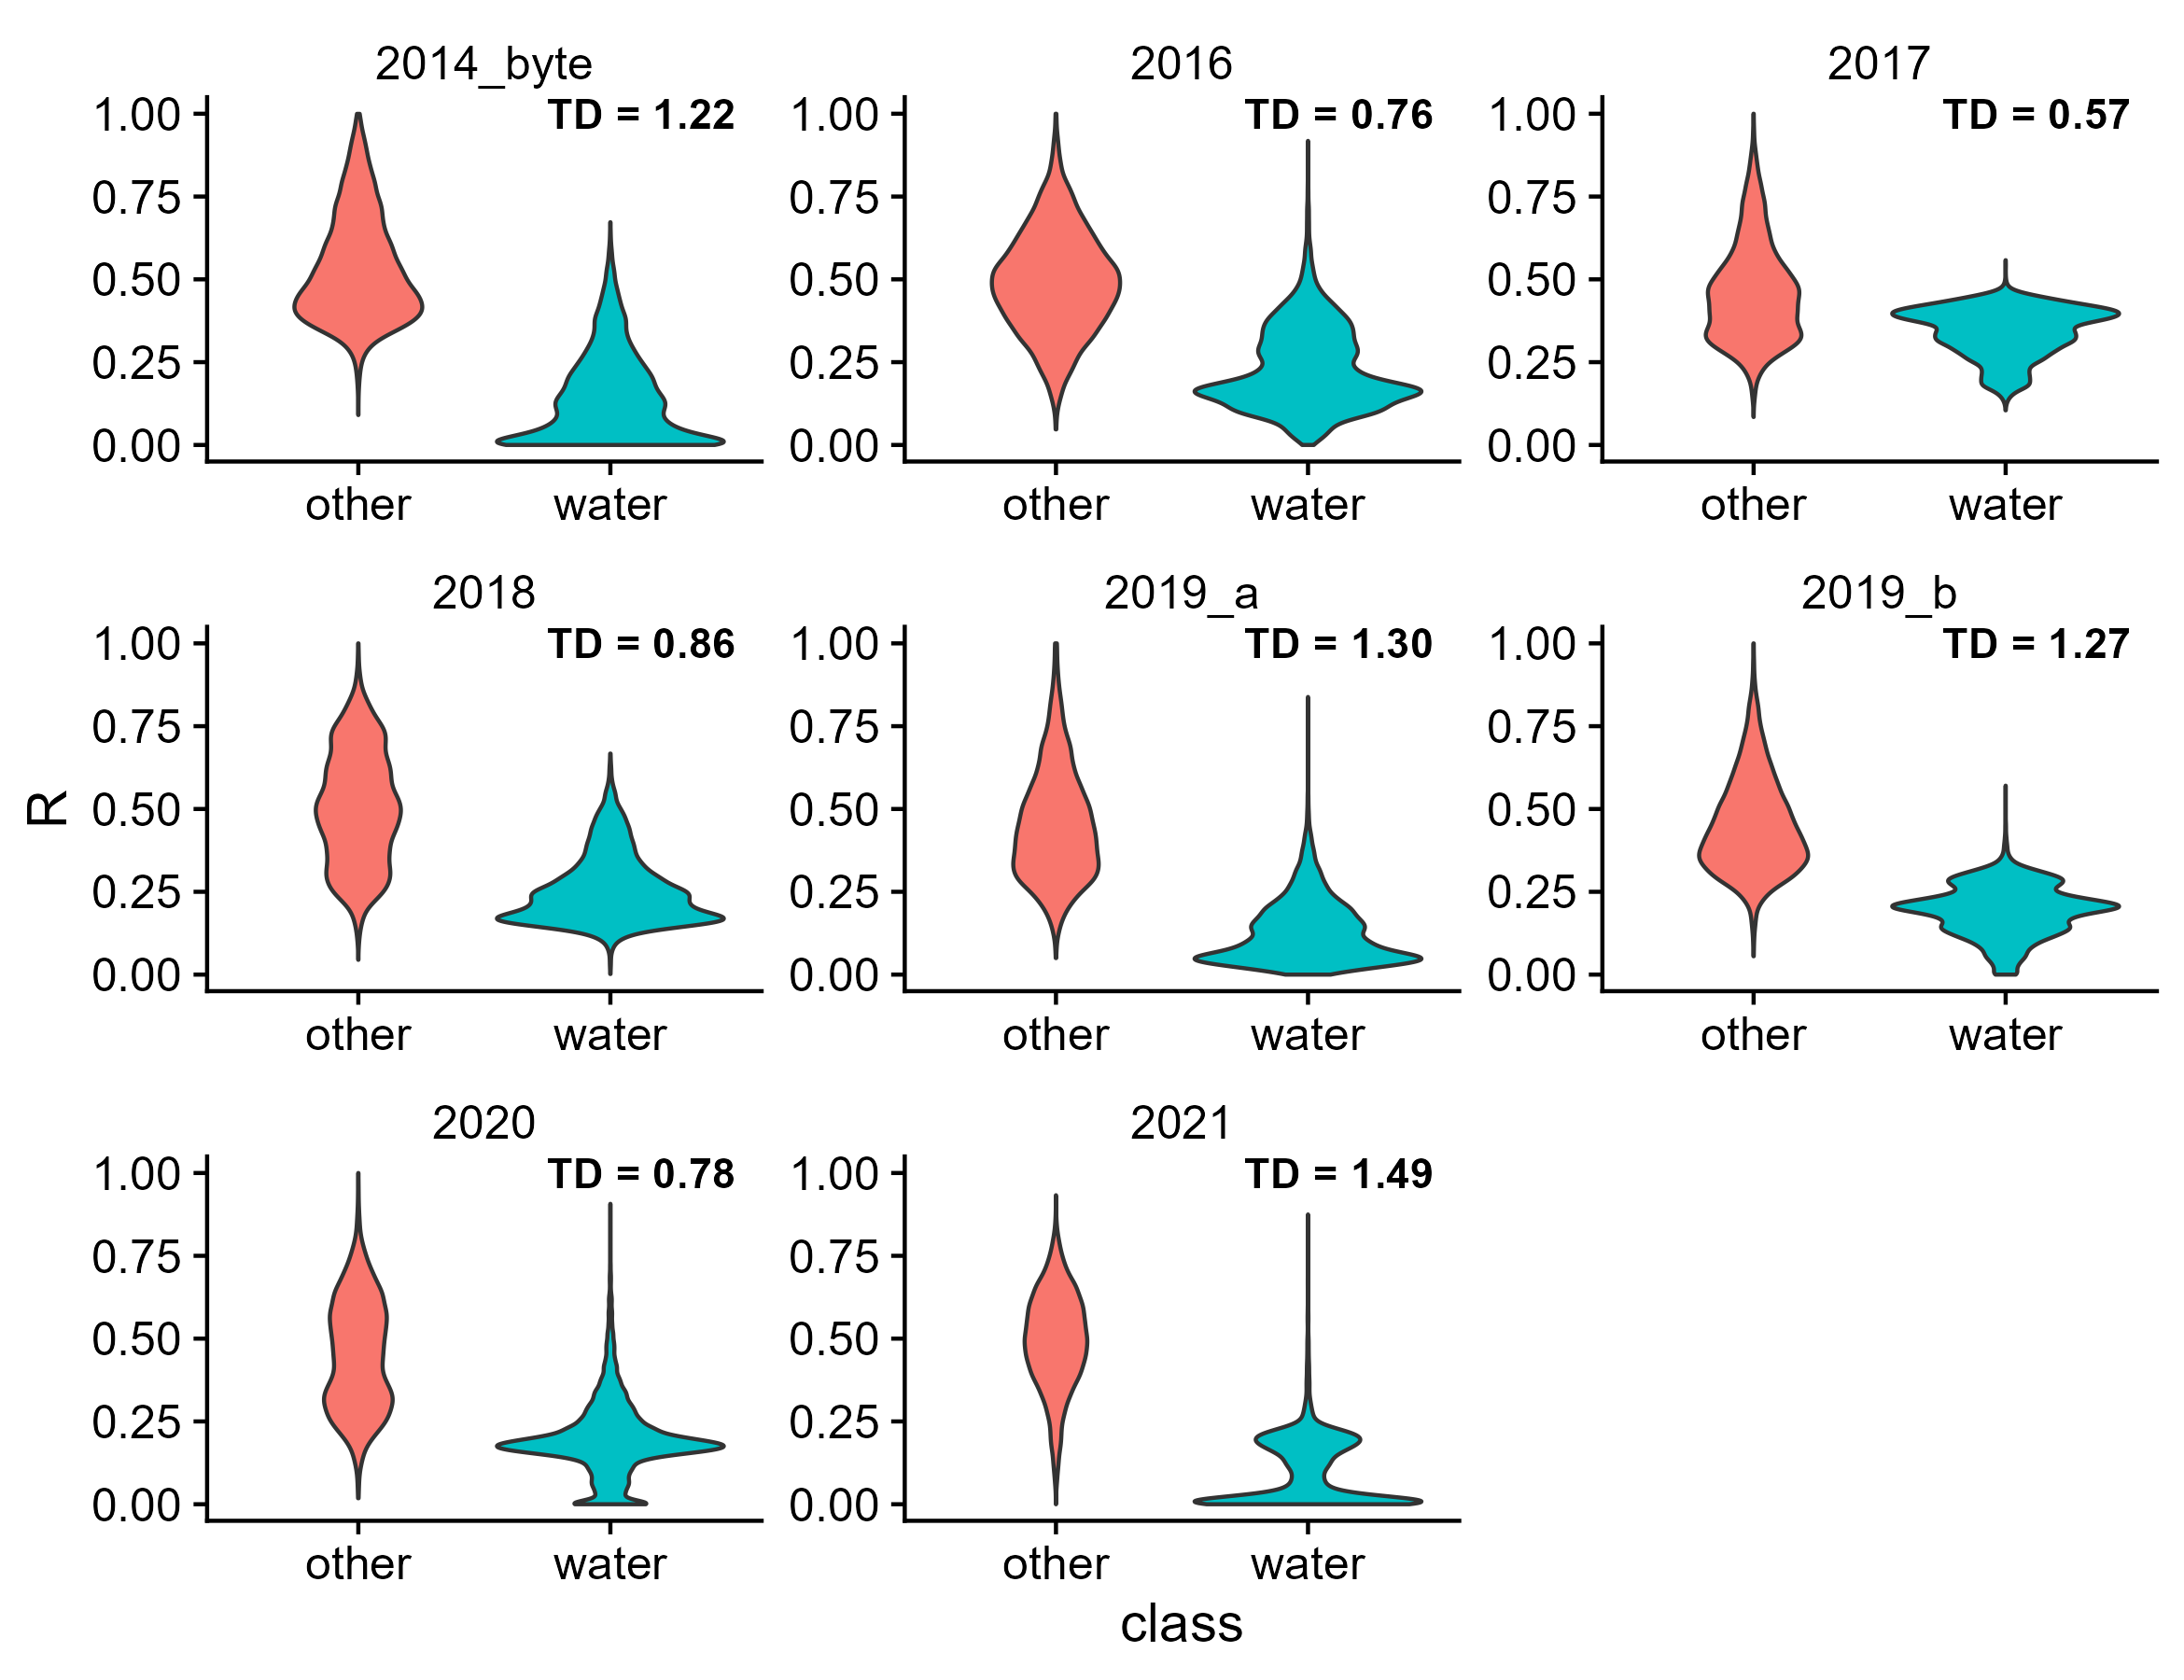 2014_byte
2016
2017
TD = 1.22
TD = 0.76
TD = 0.57
1.00
0.75
0.50
0.25
0.00
1.00
0.75
0.50
0.25
0.00
1.00
0.75
0.50
0.25
0.00
other water
other water
other water
2018
2019_a
2019_b
TD = 0.86
TD = 1.30
TD = 1.27
R
1.00
0.75
0.50
0.25
0.00
1.00
0.75
0.50
0.25
0.00
1.00
0.75
0.50
0.25
0.00
other water
other water
other water
2020
2021
TD = 0.78
TD = 1.49
1.00
0.75
0.50
0.25
0.00
1.00
0.75
0.50
0.25
0.00
other water
other water
class